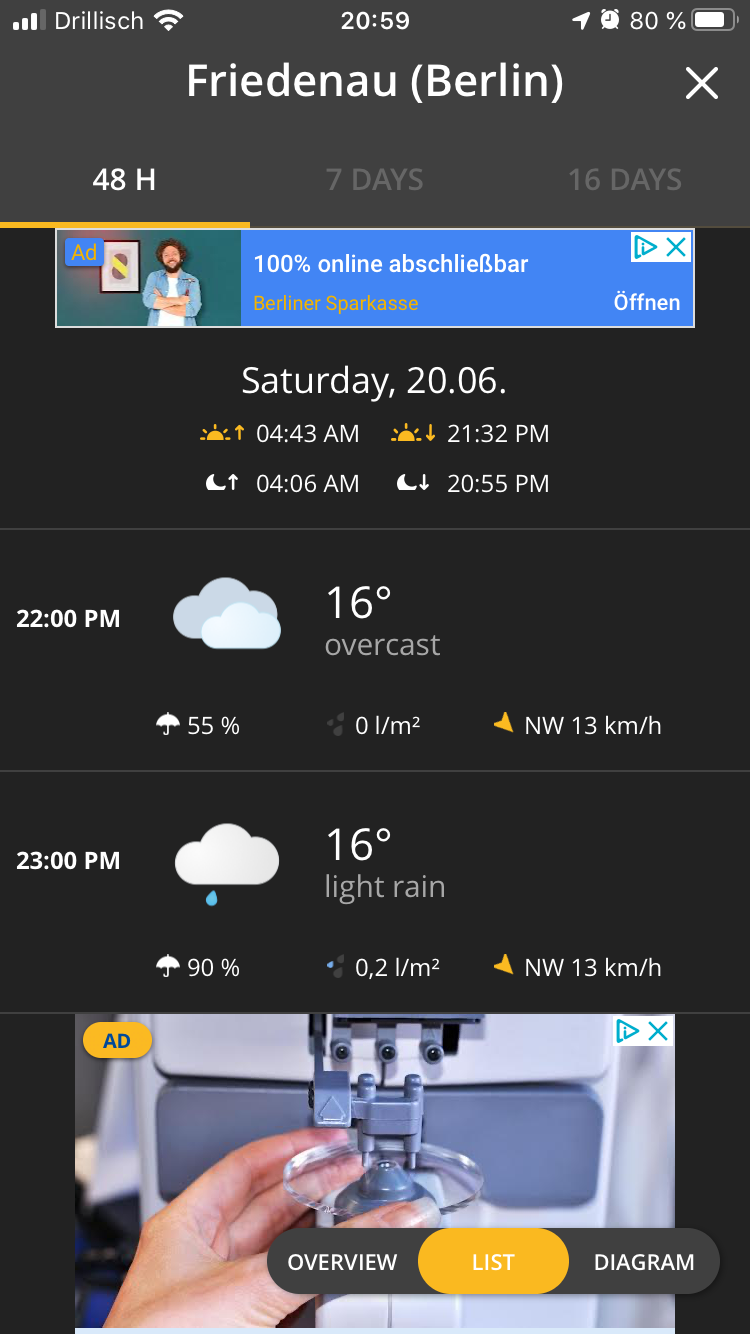 Drillisch 20:59 80 %
Friedenau (Berlin)
48 H 7 DAYS 16 DAYS
Ad
100% online abschließbar
Berliner Sparkasse Öffnen
Saturday, 20.06.
04:43 AM 21:32 PM
04:06 AM 20:55 PM
22:00 PM
16°
overcast
55 % 0 l/m² NW 13 km/h
23:00 PM
16°
light rain
90 % 0,2 l/m² NW 13 km/h
AD
OVERVIEW LIST DIAGRAM